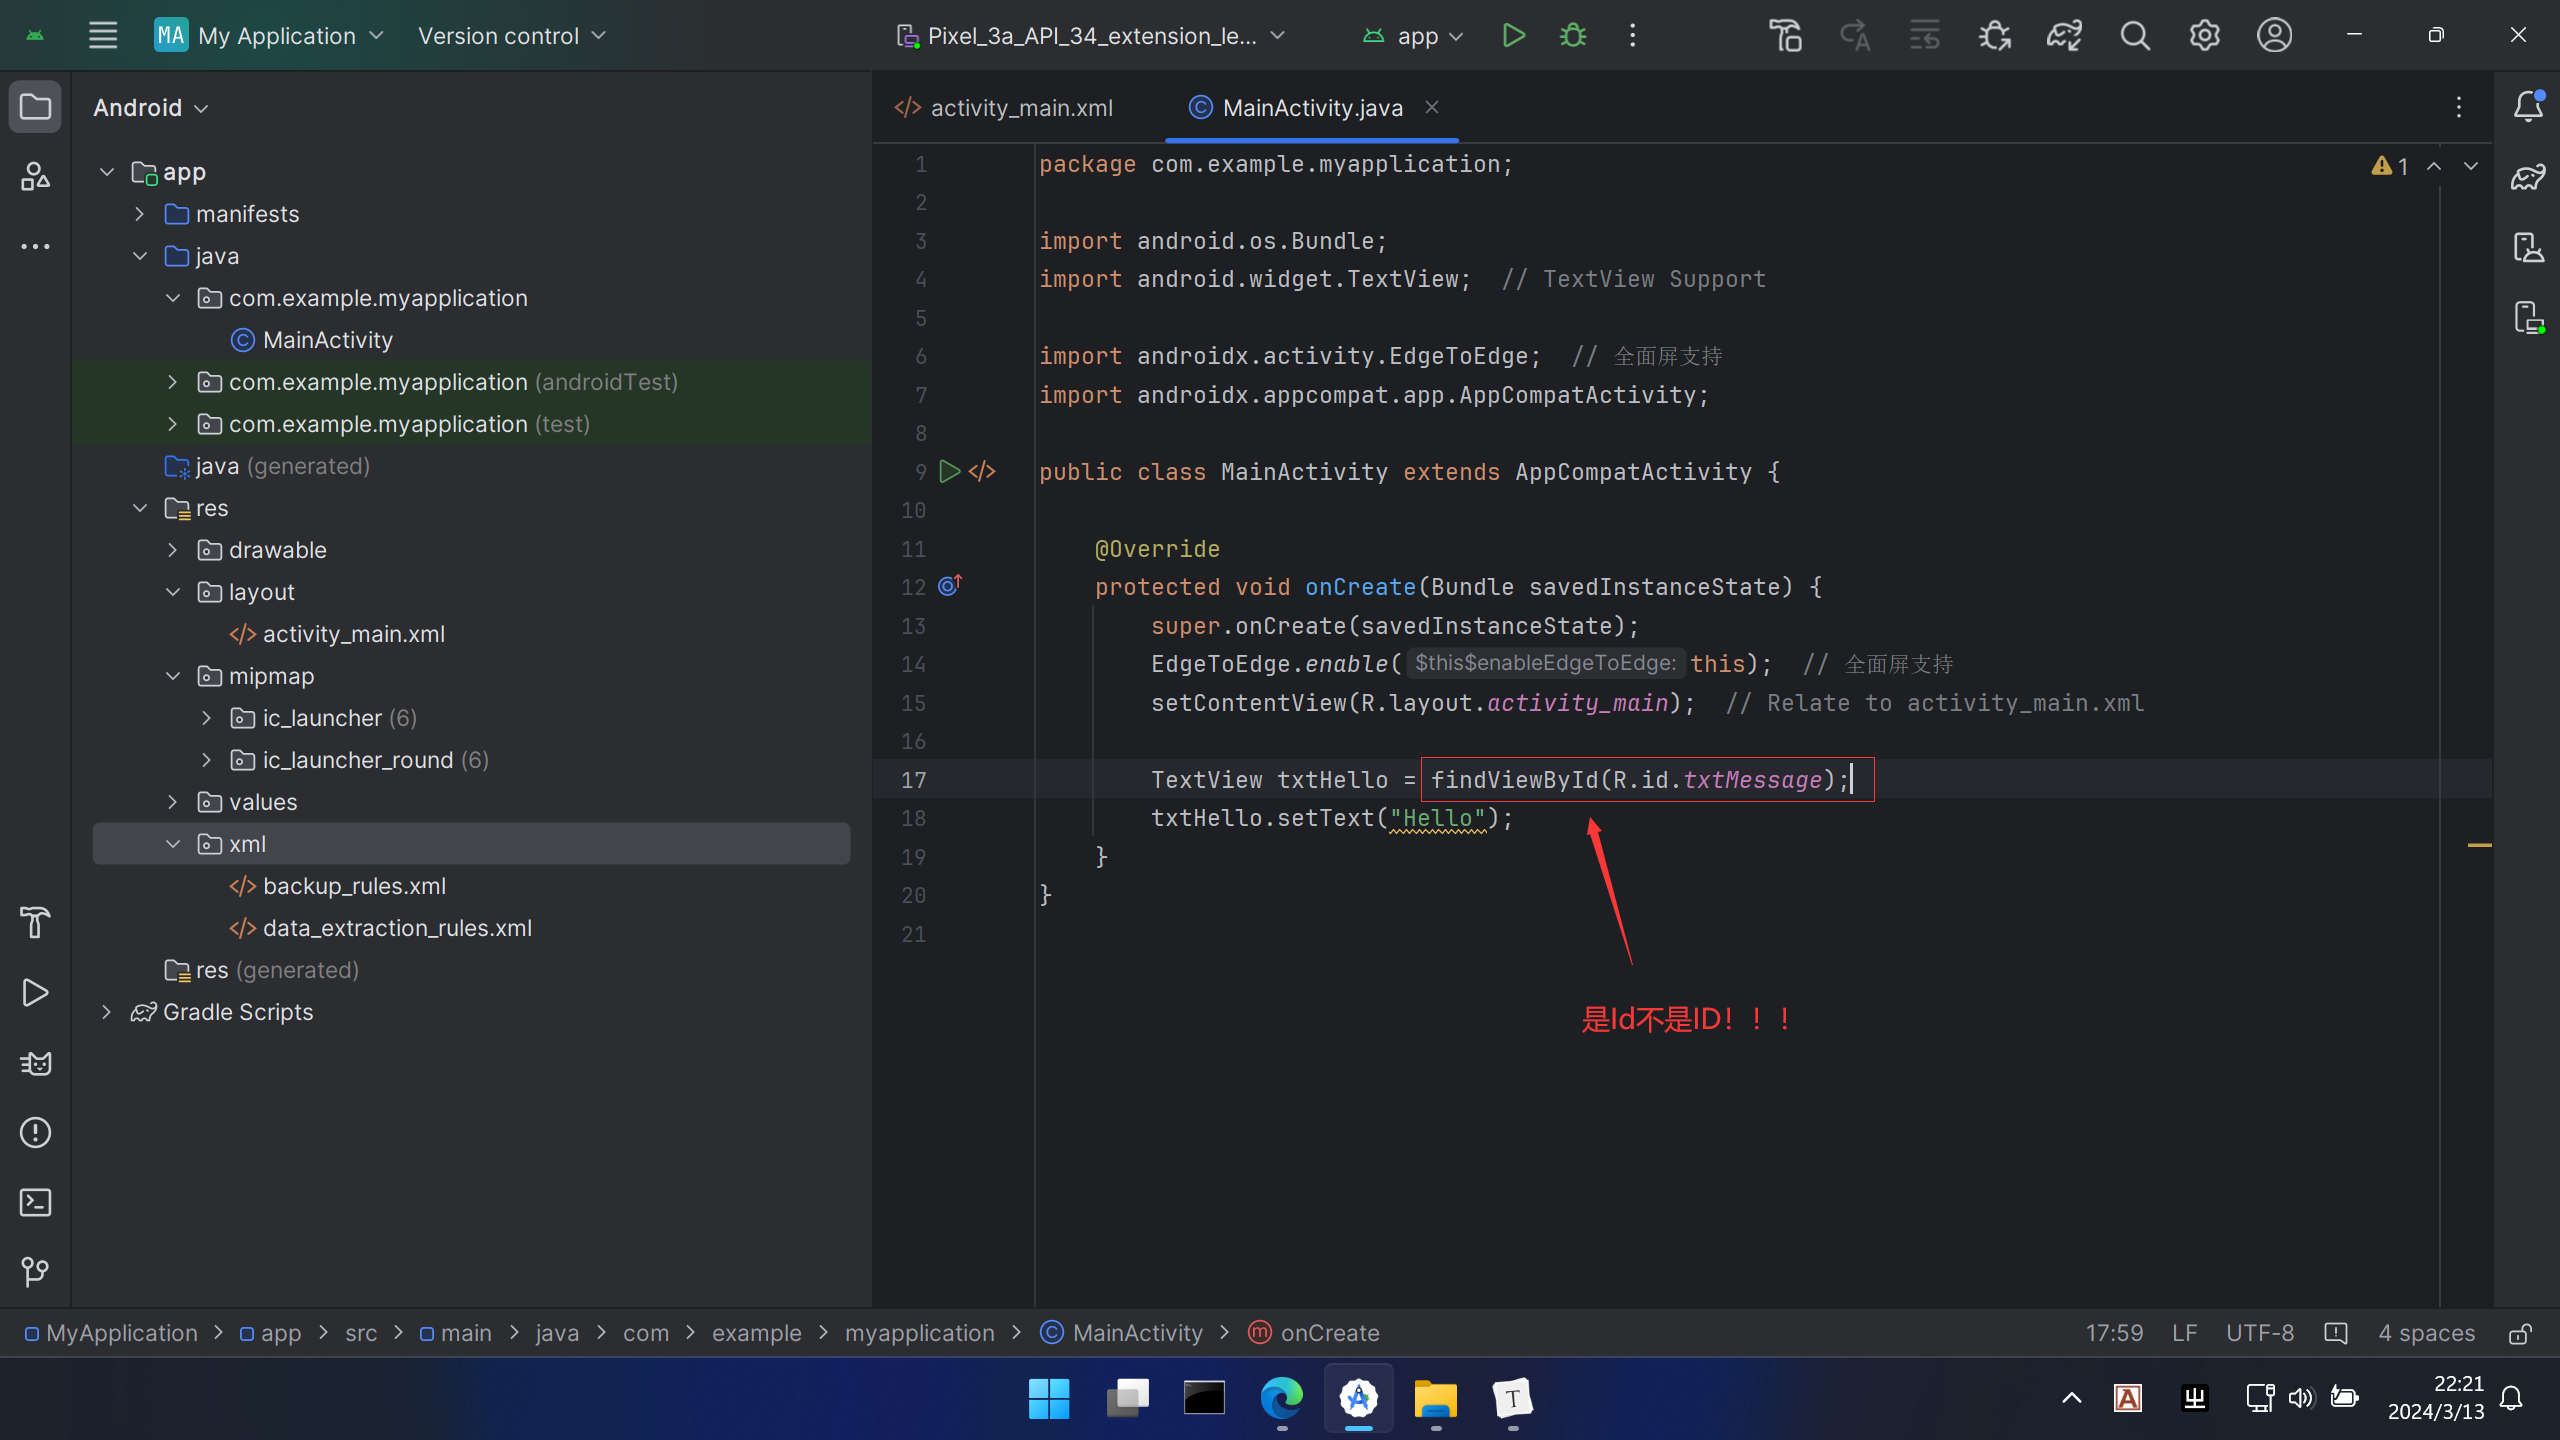 MA My Application Version control Pixel_3a_API_34_extension_le... app
Android
app
manifests
java
com.example.myapplication
MainActivity
com.example.myapplication (androidTest)
com.example.myapplication (test)
java (generated)
res
drawable
layout
activity_main.xml
mipmap
ic_launcher (6)
ic_launcher_round (6)
values
xml
backup_rules.xml
data_extraction_rules.xml
res (generated)
Gradle Scripts
activity_main.xml MainActivity.java
1
1 package com.example.myapplication;
2
3 import android.os.Bundle;
4 import android.widget.TextView; // TextView Support
5
6 import androidx.activity.EdgeToEdge; // 全面屏支持
7 import androidx.appcompat.app.AppCompatActivity;
8
9 public class MainActivity extends AppCompatActivity {
10
11 @Override
12 protected void onCreate(Bundle savedInstanceState) {
13 super.onCreate(savedInstanceState);
14 EdgeToEdge.enable( $this$enableEdgeToEdge: this); // 全面屏支持
15 setContentView(R.layout.activity_main); // Relate to activity_main.xml
16
17 TextView txtHello = findViewById(R.id.txtMessage);
18 txtHello.setText("Hello");
19 }
20 }
21
是Id不是ID！！！
MyApplication app src main java com example myapplication MainActivity onCreate 17:59 LF UTF-8 4 spaces
22:21
2024/3/13